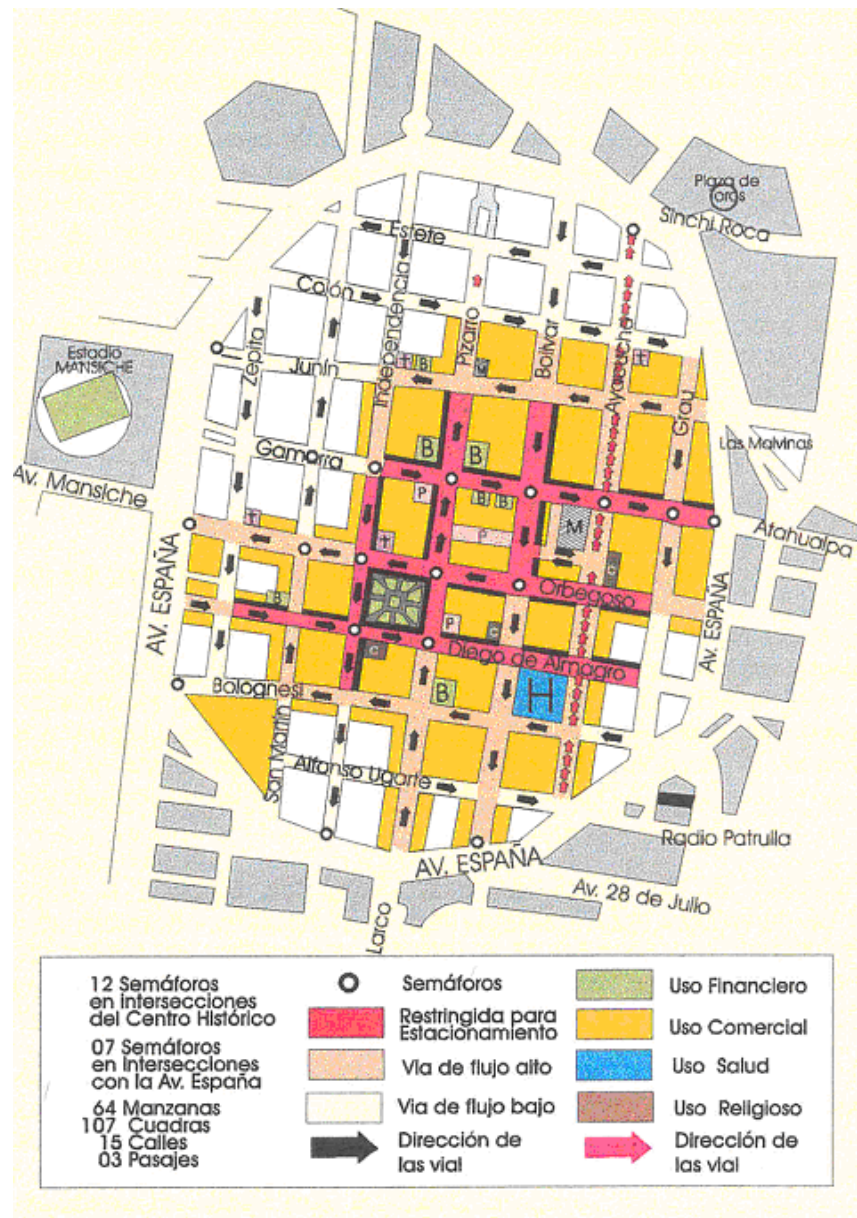 Plaza de
oros
Sinchi Roca
Estete
Colón
Independencia
Pizarro
Bolivar
Ayacucho
Zepita
Estadio
MANSICHE
Junín
Grau
Gamarra
Las Malvinas
Av. Mansiche
Atahualpa
AV. ESPAÑA
AV. ESPAÑA
Orbegoso
Diego de Almagro
Bolognesi
San Martín
Alfonso Ugarte
Radio Patrulla
AV. ESPAÑA
Av. 28 de Julio
Larco
B
B
B
P
B
B
P
M
B
P
C
C
B
H
12 Semáforos
en intersecciones
del Centro Histórico
07 Semáforos
en intersecciones
con la Av. España
64 Manzanas
107 Cuadras
15 Calles
03 Pasajes
Semáforos
Restringida para
Estacionamiento
Vía de flujo alto
Via de flujo bajo
Dirección de
las vial
Uso Financiero
Uso Comercial
Uso Salud
Uso Religioso
Dirección de
las vial